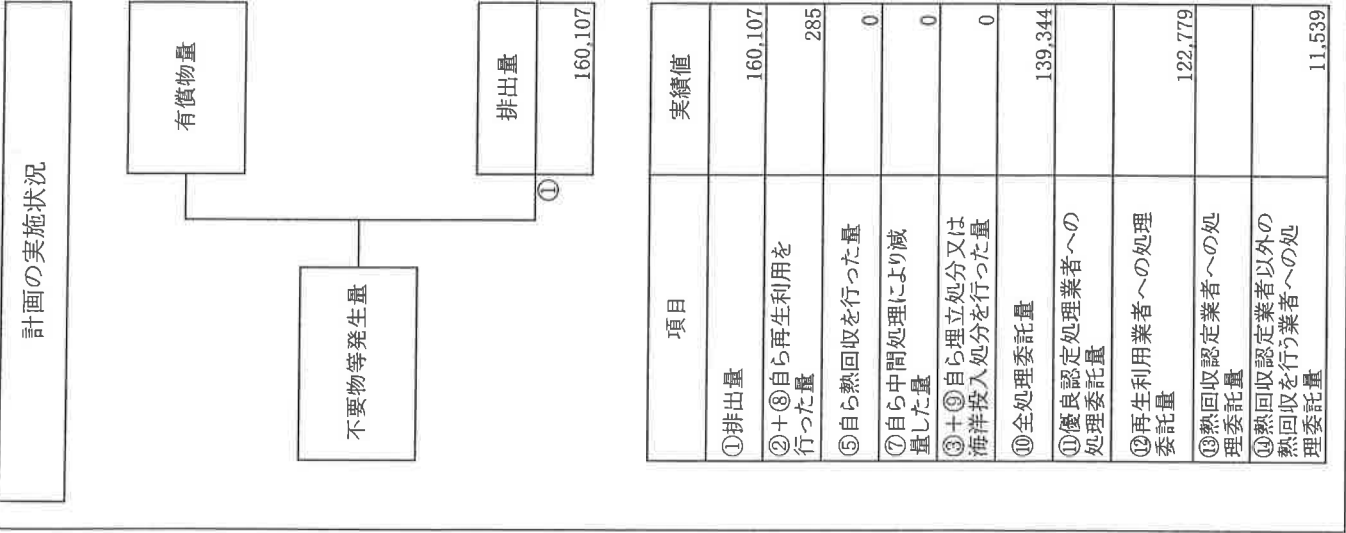 計画の実施状況
有償物量
不要物等発生量
排出量
①
160,107
項目
実績値
①排出量
160,107
②+⑧自ら再生利用を
行った量
285
⑤自ら熱回収を行った量
0
⑦自ら中間処理により減
量した量
0
③+⑨自ら埋立処分又は
海洋投入処分を行った量
0
⑩全処理委託量
139,344
⑪優良認定処理業者への
処理委託量
⑫再生利用業者への処理
委託量
122,779
⑬熱回収認定業者への処
理委託量
⑭熱回収認定業者以外の
熱回収を行う業者への処
理委託量
11,539